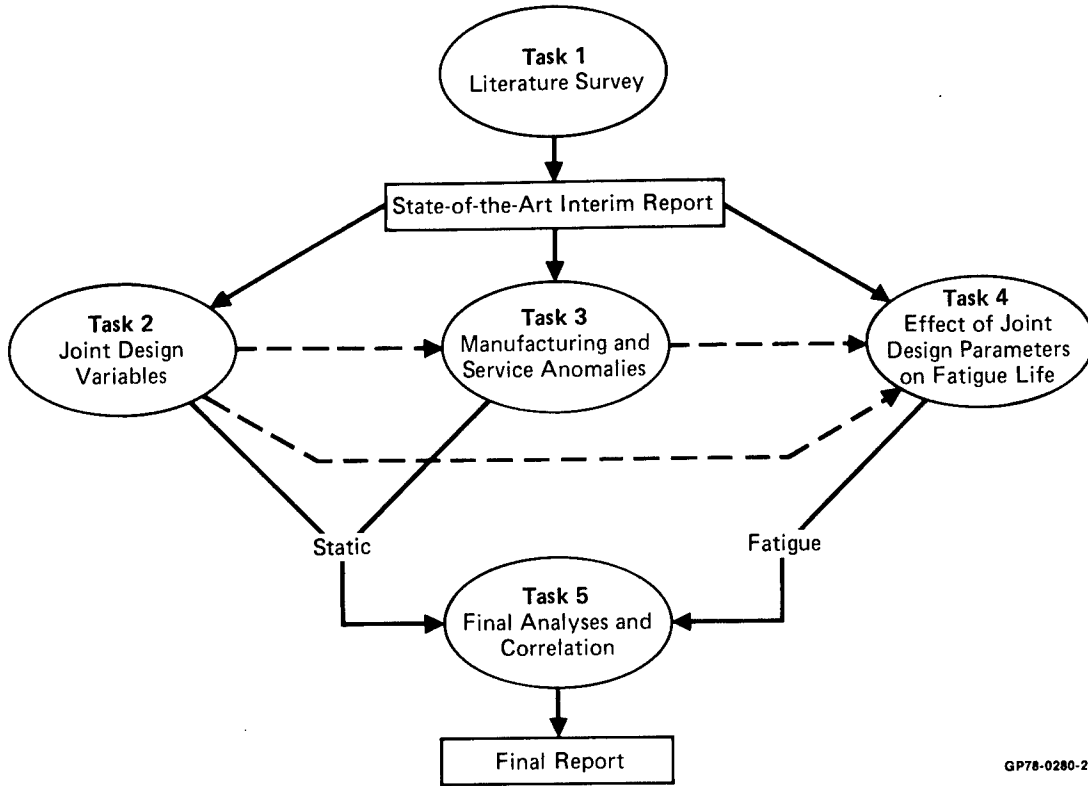 Task 1
Literature Survey
State-of-the-Art Interim Report
Task 2
Joint Design
Variables
Task 3
Manufacturing and
Service Anomalies
Task 4
Effect of Joint
Design Parameters
on Fatigue Life
Static
Fatigue
Task 5
Final Analyses and
Correlation
Final Report
GP78-0280-2